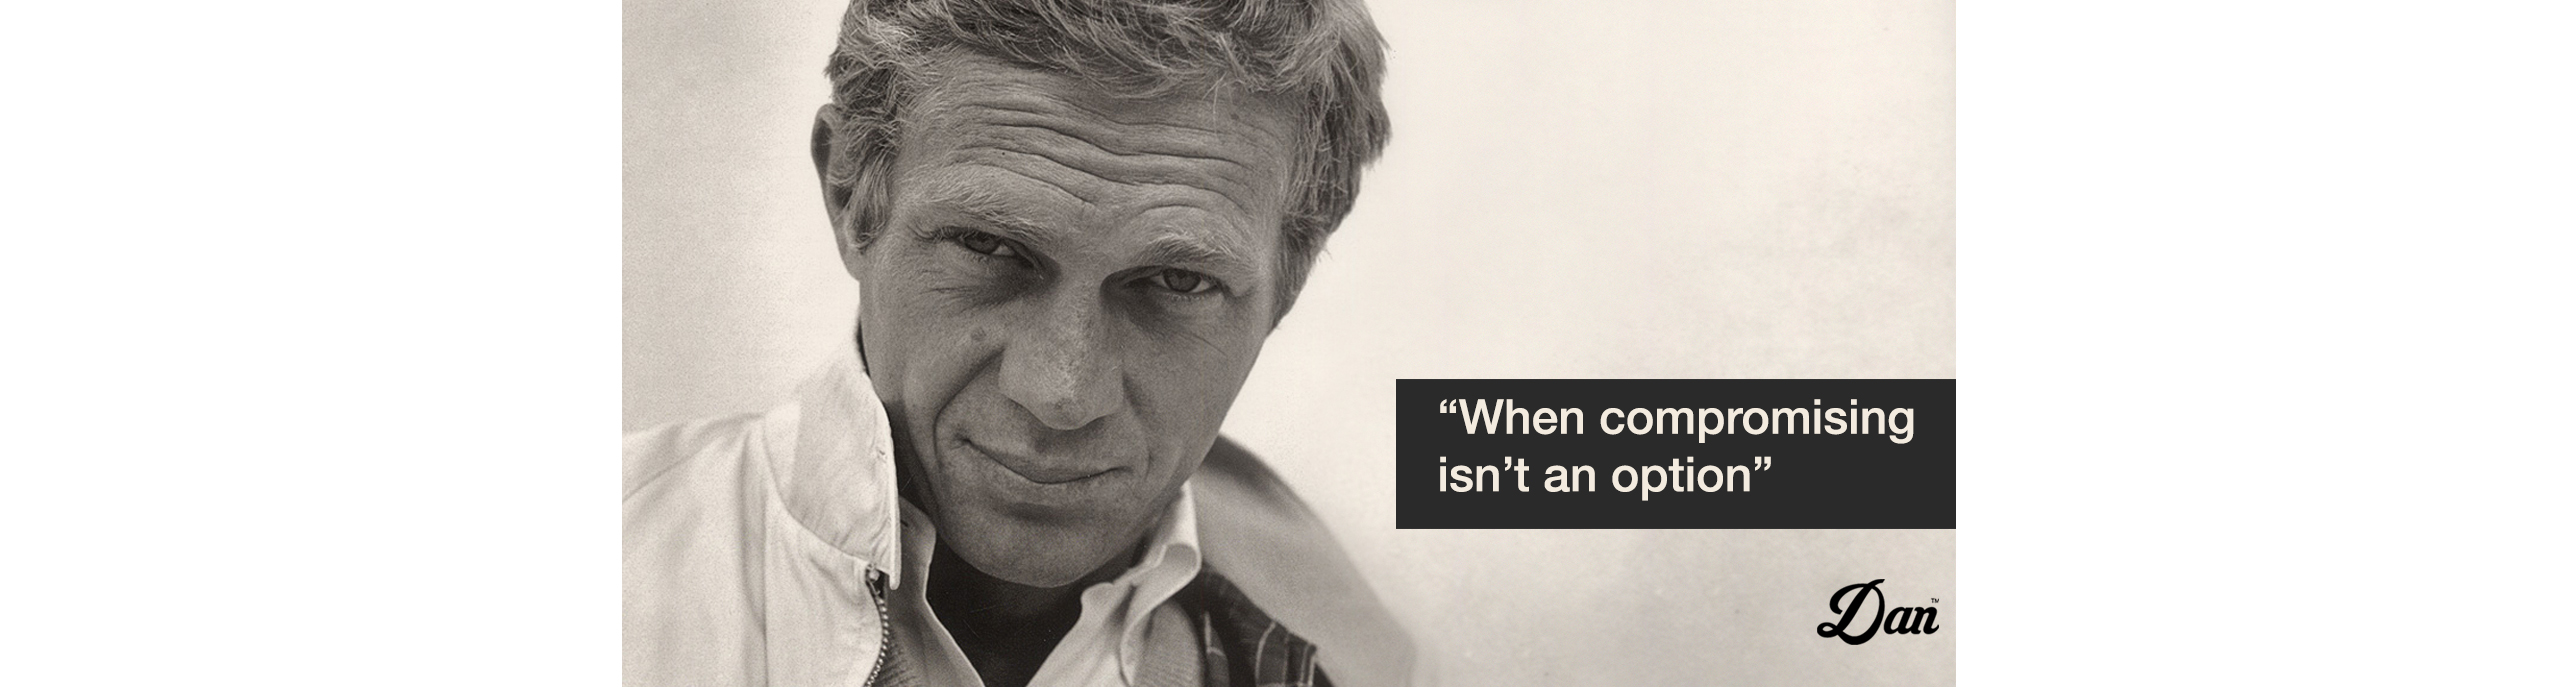 “When compromising
isn’t an option”
Dan™